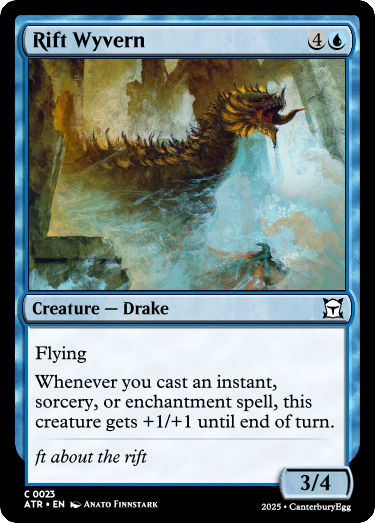 Rift Wyvern 4
Creature — Drake
Flying
Whenever you cast an instant,
sorcery, or enchantment spell, this
creature gets +1/+1 until end of turn.
ft about the rift
3/4
C 0023
ATR • EN Anato Finnstark
2025 • CanterburyEgg